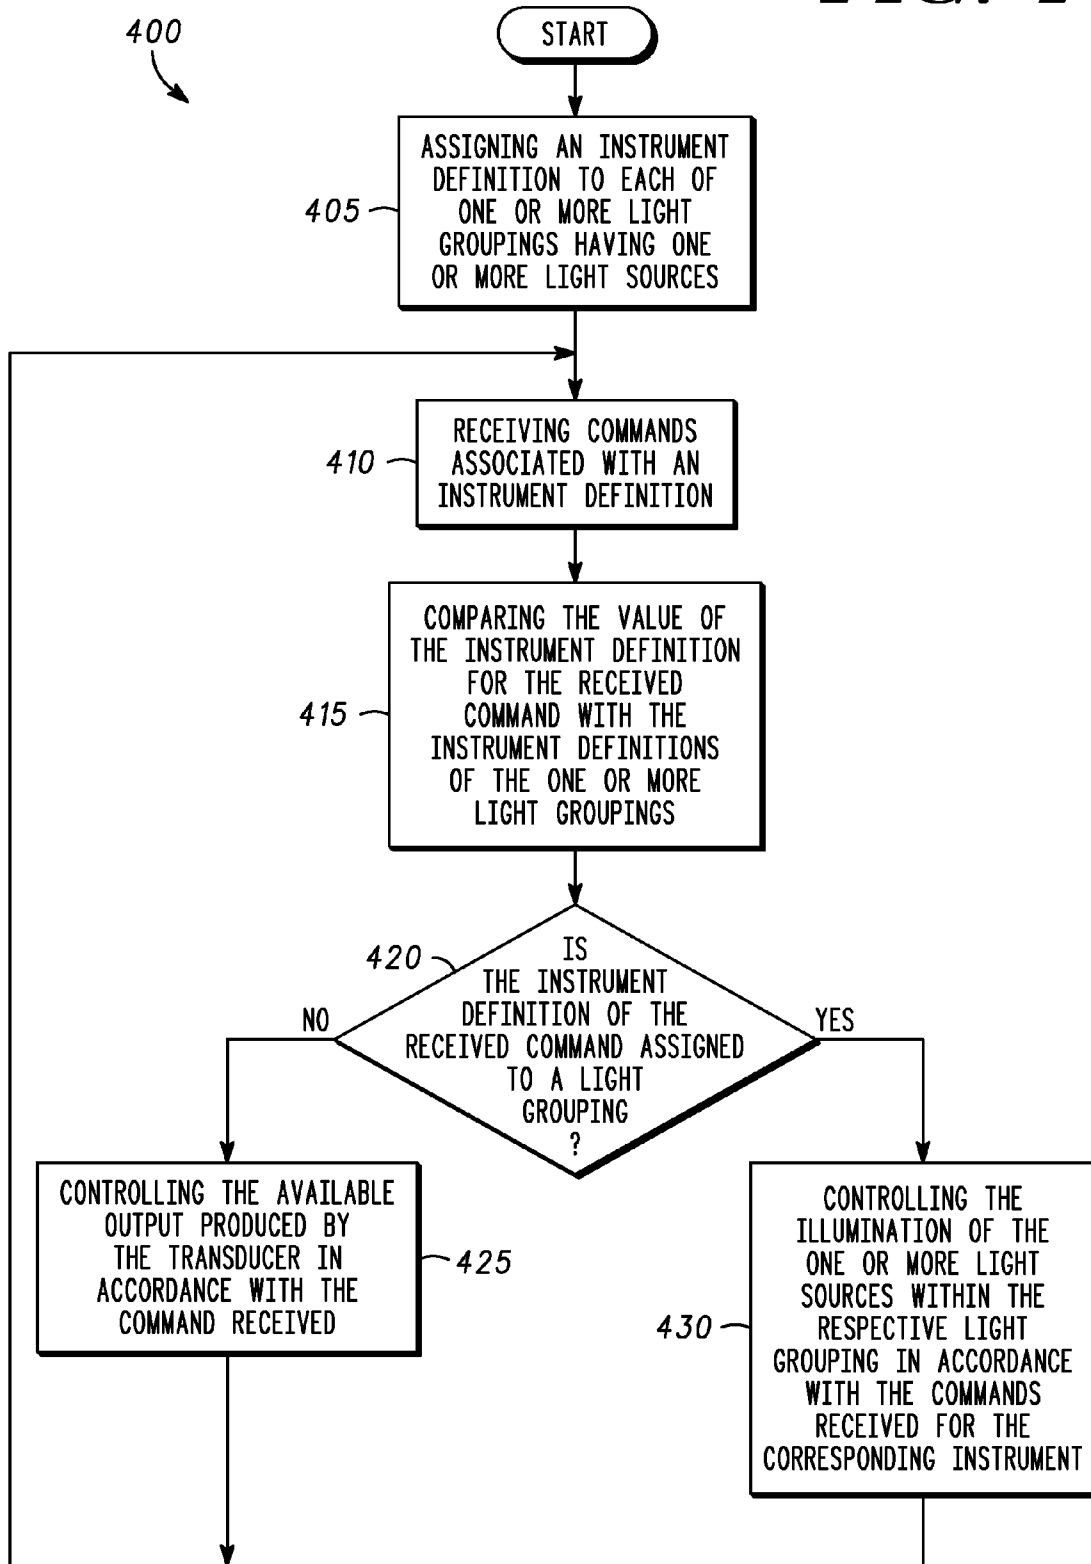 400
START
405
ASSIGNING AN INSTRUMENT
DEFINITION TO EACH OF
ONE OR MORE LIGHT
GROUPINGS HAVING ONE
OR MORE LIGHT SOURCES
410
RECEIVING COMMANDS
ASSOCIATED WITH AN
INSTRUMENT DEFINITION
415
COMPARING THE VALUE OF
THE INSTRUMENT DEFINITION
FOR THE RECEIVED
COMMAND WITH THE
INSTRUMENT DEFINITIONS
OF THE ONE OR MORE
LIGHT GROUPINGS
420
IS
THE INSTRUMENT
DEFINITION OF THE
RECEIVED COMMAND ASSIGNED
TO A LIGHT
GROUPING
?
NO
YES
CONTROLLING THE AVAILABLE
OUTPUT PRODUCED BY
THE TRANSDUCER IN
ACCORDANCE WITH THE
COMMAND RECEIVED
425
430
CONTROLLING THE
ILLUMINATION OF THE
ONE OR MORE LIGHT
SOURCES WITHIN THE
RESPECTIVE LIGHT
GROUPING IN ACCORDANCE
WITH THE COMMANDS
RECEIVED FOR THE
CORRESPONDING INSTRUMENT